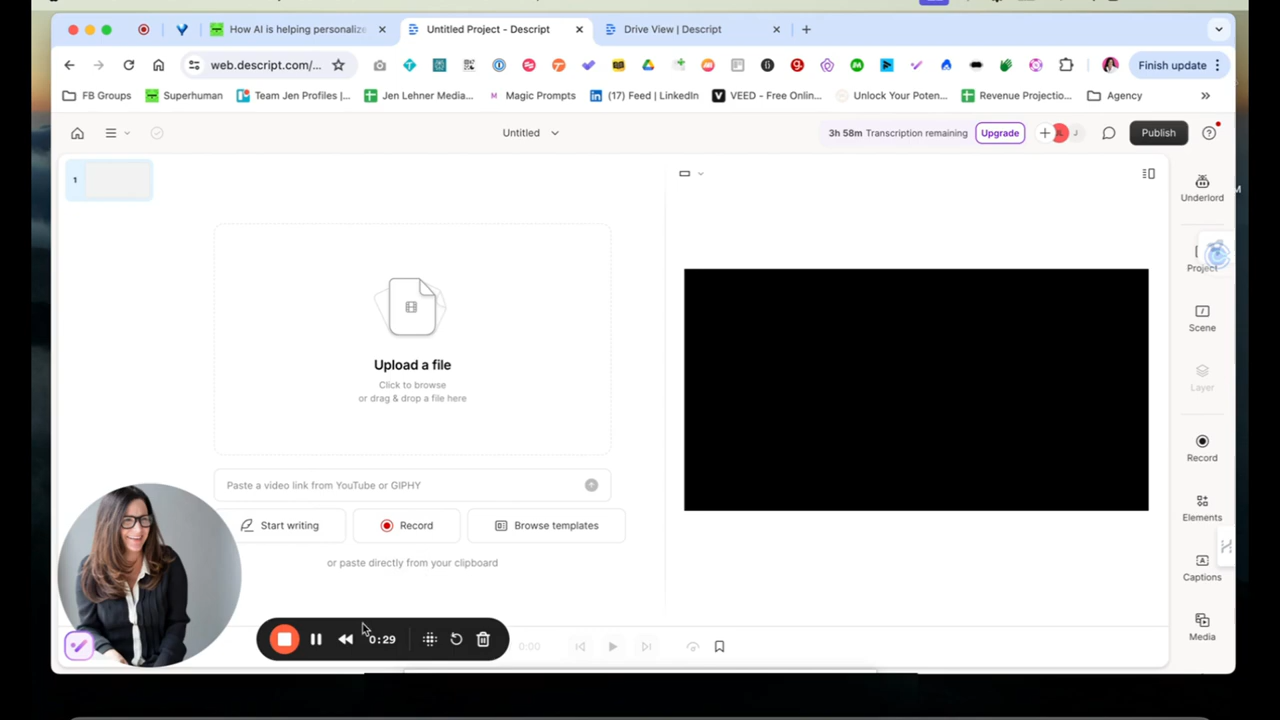 How AI is helping personalize
Untitled Project - Descript
Drive View | Descript
web.descript.com/...
Finish update
FB Groups
Superhuman
Team Jen Profiles |...
Jen Lehner Media...
Magic Prompts
(17) Feed | LinkedIn
VEED - Free Onlin...
Unlock Your Poten...
Revenue Projectio...
Agency
Untitled
3h 58m Transcription remaining
Upgrade
Publish
1
Underlord
Project
Scene
Layer
Record
Elements
Captions
Media
Upload a file
Click to browse
or drag & drop a file here
Paste a video link from YouTube or GIPHY
Start writing
Record
Browse templates
or paste directly from your clipboard
0:29
0:00